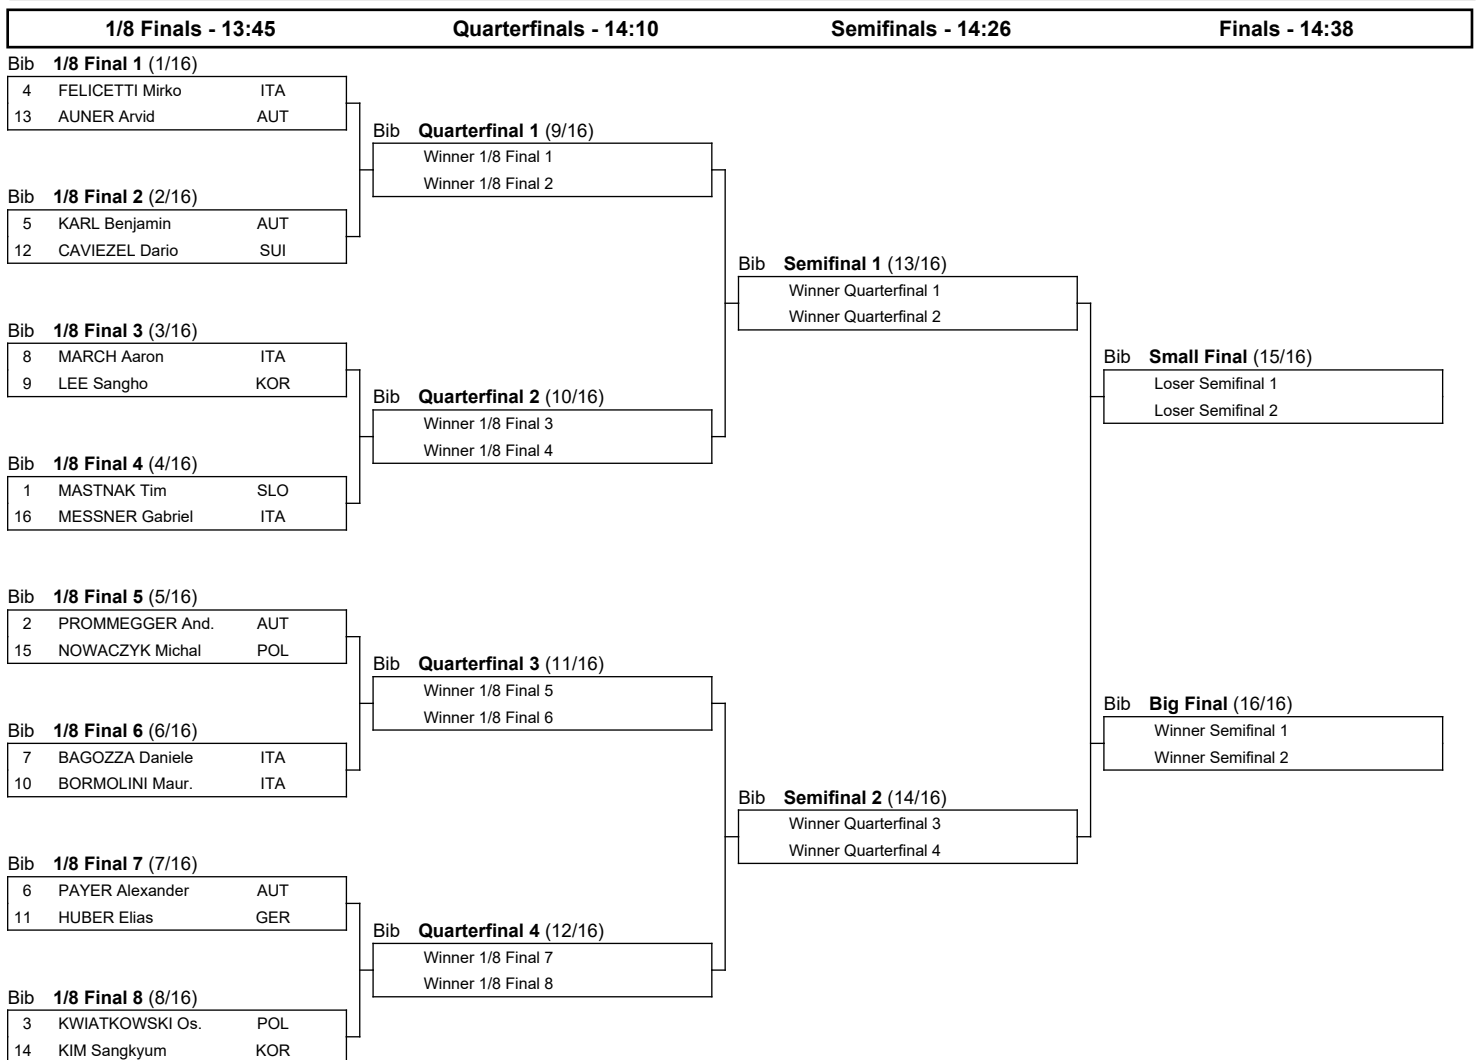 1/8 Finals - 13:45 Quarterfinals - 14:10 Semifinals - 14:26 Finals - 14:38
Bib 1/8 Final 1 (1/16)
4 FELICETTI Mirko ITA
13 AUNER Arvid AUT
Bib 1/8 Final 2 (2/16)
5 KARL Benjamin AUT
12 CAVIEZEL Dario SUI
Bib 1/8 Final 3 (3/16)
8 MARCH Aaron ITA
9 LEE Sangho KOR
Bib 1/8 Final 4 (4/16)
1 MASTNAK Tim SLO
16 MESSNER Gabriel ITA
Bib 1/8 Final 5 (5/16)
2 PROMMEGGER And. AUT
15 NOWACZYK Michal POL
Bib 1/8 Final 6 (6/16)
7 BAGOZZA Daniele ITA
10 BORMOLINI Maur. ITA
Bib 1/8 Final 7 (7/16)
6 PAYER Alexander AUT
11 HUBER Elias GER
Bib 1/8 Final 8 (8/16)
3 KWIATKOWSKI Os. POL
14 KIM Sangkyum KOR
Bib Quarterfinal 1 (9/16)
Winner 1/8 Final 1
Winner 1/8 Final 2
Bib Quarterfinal 2 (10/16)
Winner 1/8 Final 3
Winner 1/8 Final 4
Bib Quarterfinal 3 (11/16)
Winner 1/8 Final 5
Winner 1/8 Final 6
Bib Quarterfinal 4 (12/16)
Winner 1/8 Final 7
Winner 1/8 Final 8
Bib Semifinal 1 (13/16)
Winner Quarterfinal 1
Winner Quarterfinal 2
Bib Semifinal 2 (14/16)
Winner Quarterfinal 3
Winner Quarterfinal 4
Bib Small Final (15/16)
Loser Semifinal 1
Loser Semifinal 2
Bib Big Final (16/16)
Winner Semifinal 1
Winner Semifinal 2